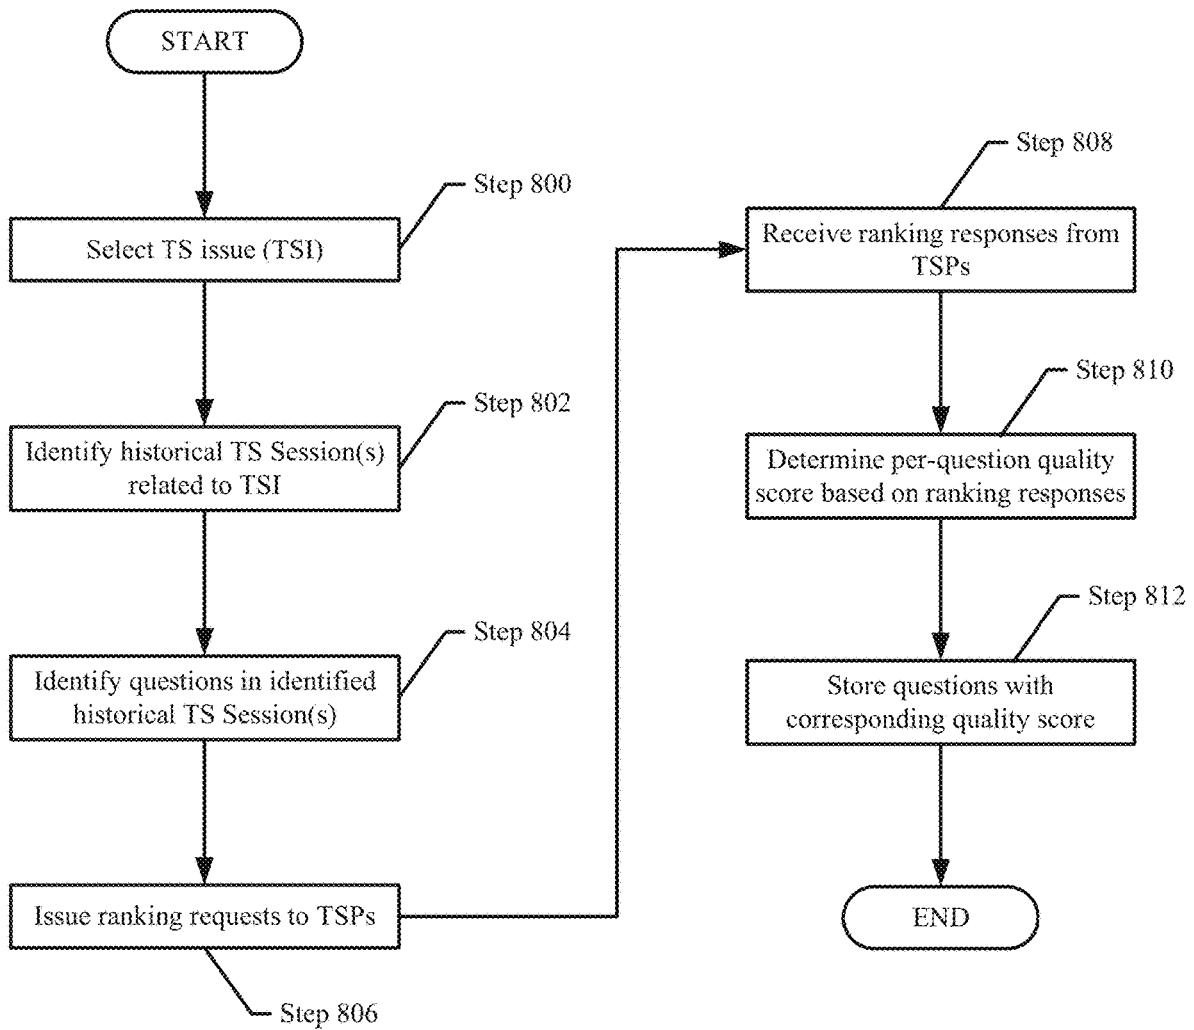 START
Step 800
Select TS issue (TSI)
Step 802
Identify historical TS Session(s)
related to TSI
Step 804
Identify questions in identified
historical TS Session(s)
Issue ranking requests to TSPs
Step 806
Step 808
Receive ranking responses from
TSPs
Step 810
Determine per-question quality
score based on ranking responses
Step 812
Store questions with
corresponding quality score
END